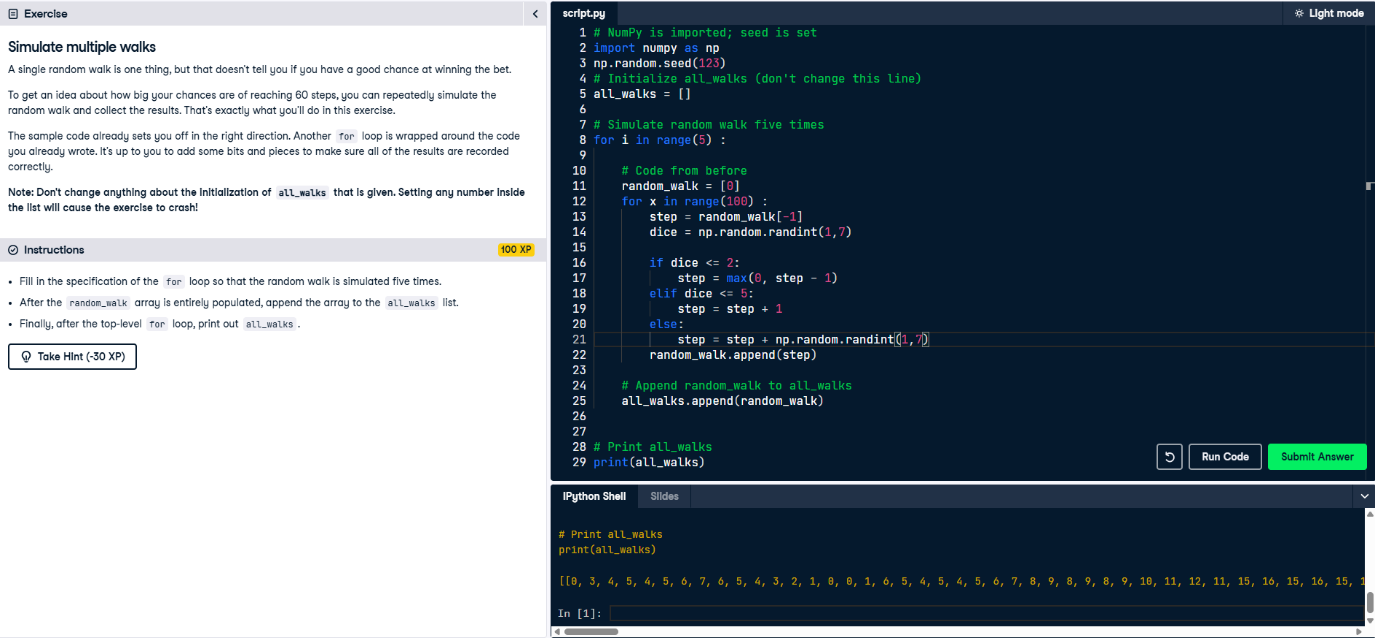 Exercise
Simulate multiple walks
A single random walk is one thing, but that doesn't tell you if you have a good chance at winning the bet.
To get an idea about how big your chances are of reaching 60 steps, you can repeatedly simulate the
random walk and collect the results. That's exactly what you'll do in this exercise.
The sample code already sets you off in the right direction. Another for loop is wrapped around the code
you already wrote. It's up to you to add some bits and pieces to make sure all of the results are recorded
correctly.
Note: Don't change anything about the initialization of all_walks that is given. Setting any number inside
the list will cause the exercise to crash!
Instructions
100 XP
• Fill in the specification of the for loop so that the random walk is simulated five times.
• After the random_walk array is entirely populated, append the array to the all_walks list.
• Finally, after the top-level for loop, print out all_walks.
Take Hint (-30 XP)
script.py
Light mode
1 # NumPy is imported; seed is set
2 import numpy as np
3 np.random.seed(123)
4 # Initialize all_walks (don't change this line)
5 all_walks = []
6
7 # Simulate random walk five times
8 for i in range(5) :
9
10     # Code from before
11     random_walk = [0]
12     for x in range(100) :
13         step = random_walk[-1]
14         dice = np.random.randint(1,7)
15
16         if dice <= 2:
17             step = max(0, step - 1)
18         elif dice <= 5:
19             step = step + 1
20         else:
21             step = step + np.random.randint(1,7)
22         random_walk.append(step)
23
24     # Append random_walk to all_walks
25     all_walks.append(random_walk)
26
27
28 # Print all_walks
29 print(all_walks)
Run Code
Submit Answer
IPython Shell
Slides
# Print all_walks
print(all_walks)
[[0, 3, 4, 5, 4, 5, 6, 7, 6, 5, 4, 3, 2, 1, 0, 0, 1, 6, 5, 4, 5, 4, 5, 6, 7, 8, 9, 8, 9, 8, 9, 10, 11, 12, 11, 15, 16, 15, 16, 15, 1
In [1]: